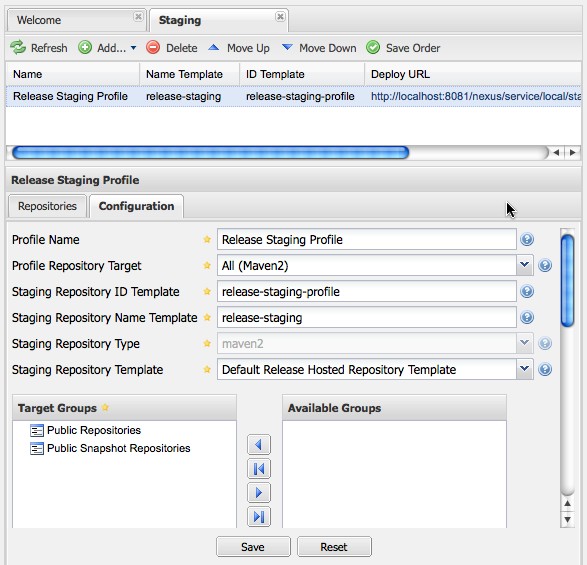 Welcome Staging
Refresh Add... Delete Move Up Move Down Save Order
Name Name Template ID Template Deploy URL
Release Staging Profile release-staging release-staging-profile http://localhost:8081/nexus/service/local/sta
Release Staging Profile
Repositories Configuration
Profile Name Release Staging Profile
Profile Repository Target All (Maven2)
Staging Repository ID Template release-staging-profile
Staging Repository Name Template release-staging
Staging Repository Type maven2
Staging Repository Template Default Release Hosted Repository Template
Target Groups Available Groups
Public Repositories
Public Snapshot Repositories
Save Reset